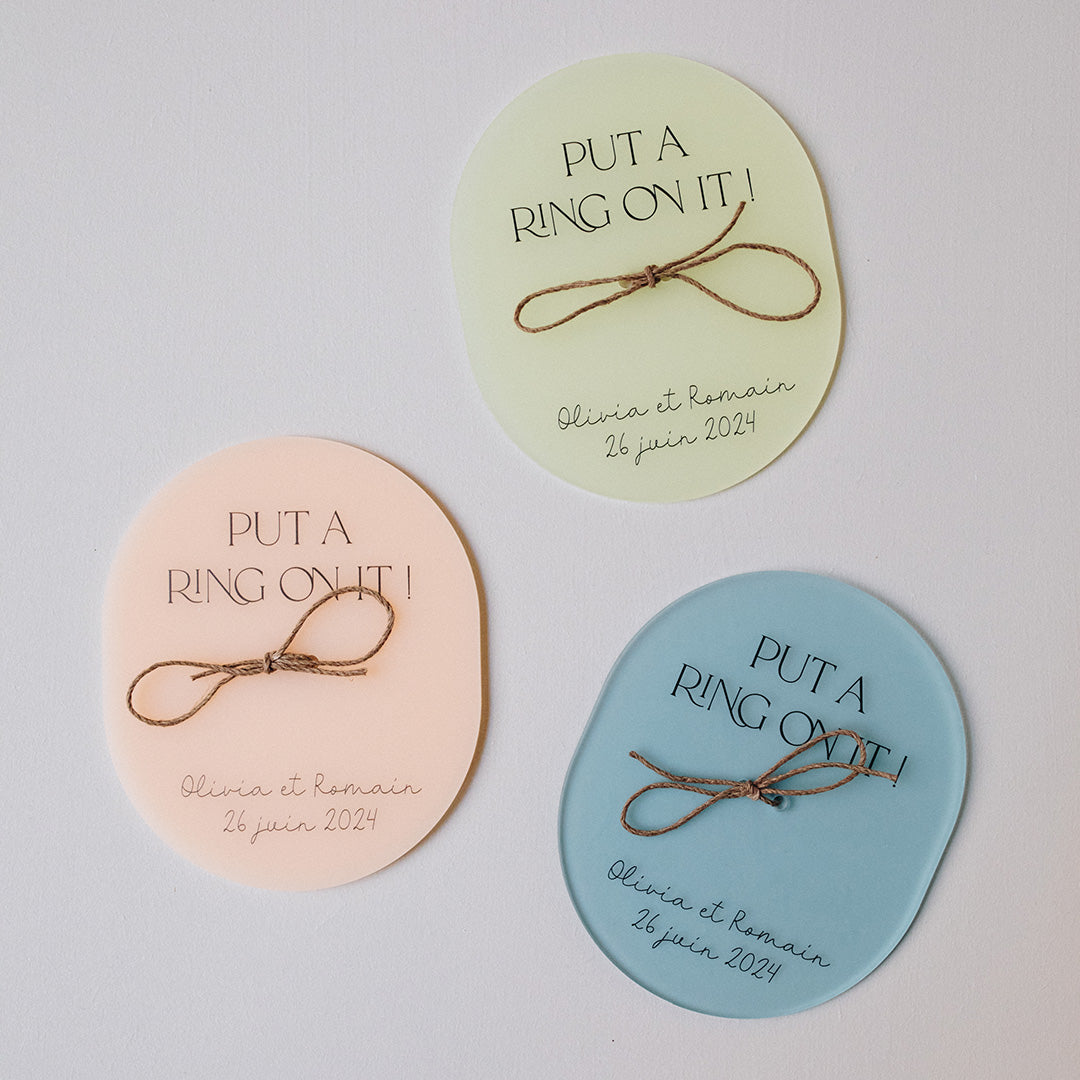 PUT A
RING ON IT !
Olivia et Romain
26 juin 2024
PUT A
RING ON IT !
Olivia et Romain
26 juin 2024
PUT A
RING ON IT !
Olivia et Romain
26 juin 2024